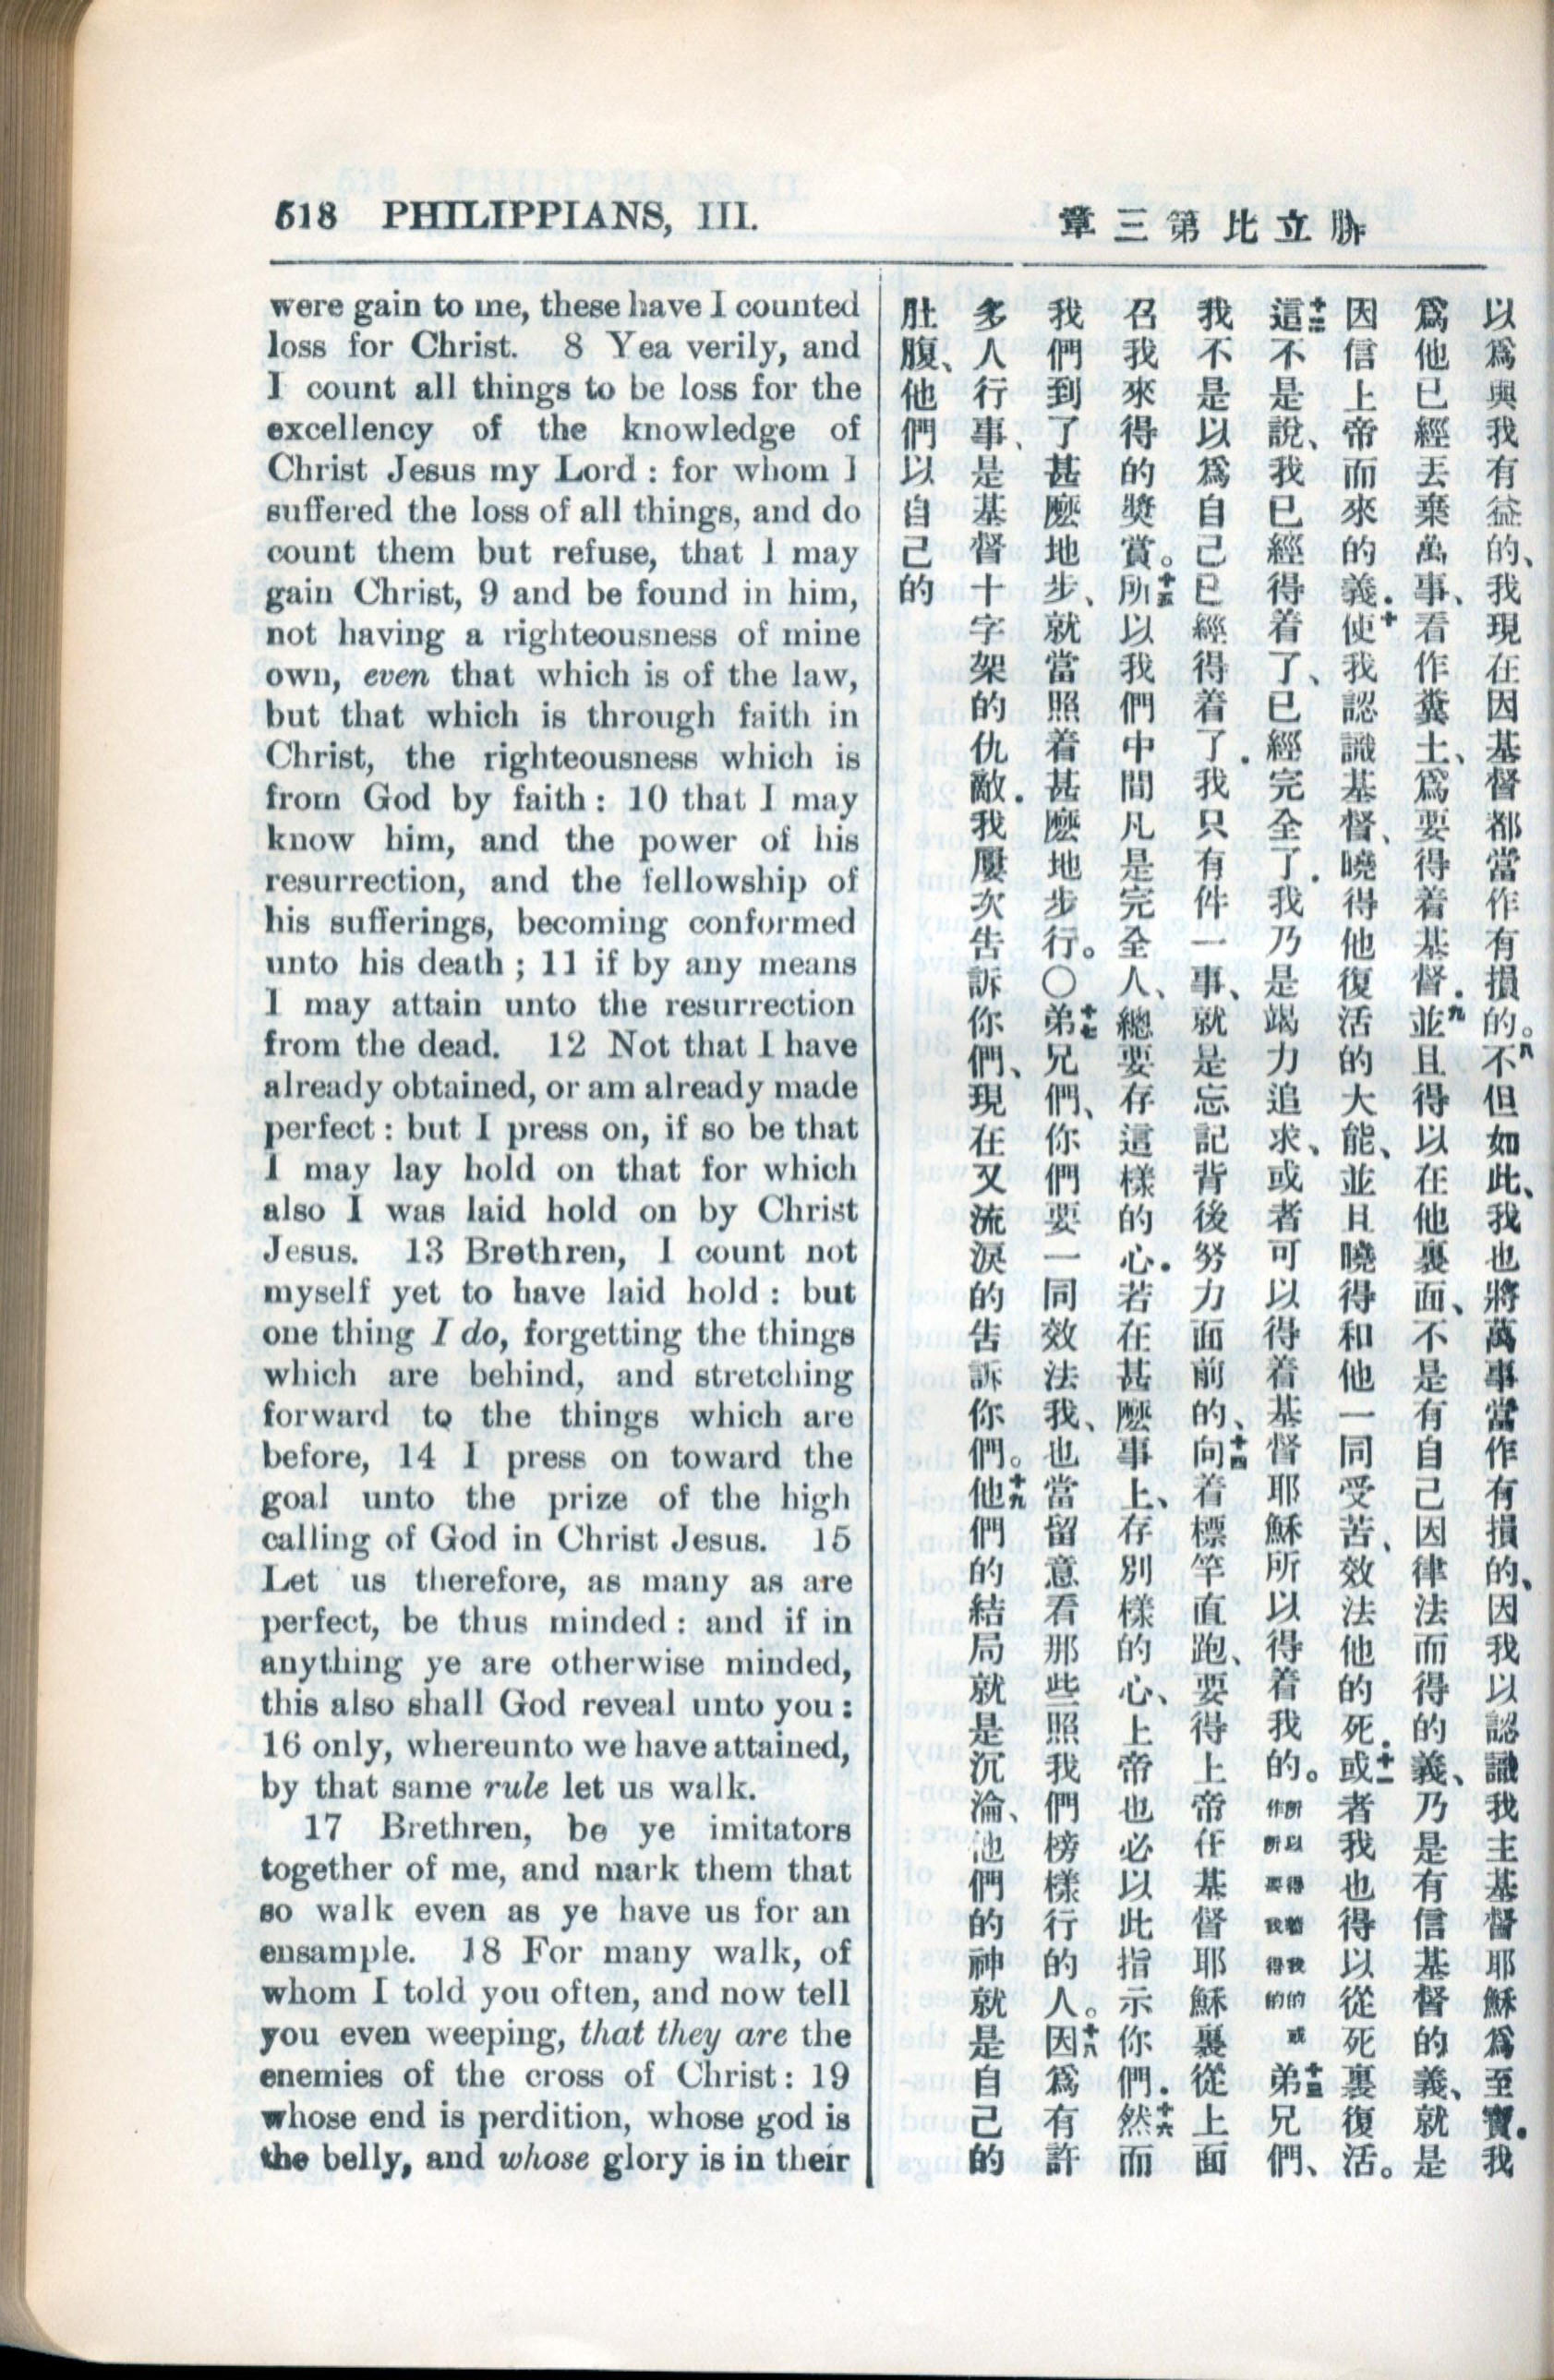 518 PHILIPPIANS, III.
were gain to me, these have I counted
loss for Christ. 8 Yea verily, and
I count all things to be loss for the
excellency of the knowledge of
Christ Jesus my Lord : for whom I
suffered the loss of all things, and do
count them but refuse, that I may
gain Christ, 9 and be found in him,
not having a righteousness of mine
own, even that which is of the law,
but that which is through faith in
Christ, the righteousness which is
from God by faith : 10 that I may
know him, and the power of his
resurrection, and the fellowship of
his sufferings, becoming conformed
unto his death ; 11 if by any means
I may attain unto the resurrection
from the dead. 12 Not that I have
already obtained, or am already made
perfect : but I press on, if so be that
I may lay hold on that for which
also I was laid hold on by Christ
Jesus. 13 Brethren, I count not
myself yet to have laid hold : but
one thing I do, forgetting the things
which are behind, and stretching
forward to the things which are
before, 14 I press on toward the
goal unto the prize of the high
calling of God in Christ Jesus. 15
Let us therefore, as many as are
perfect, be thus minded : and if in
anything ye are otherwise minded,
this also shall God reveal unto you :
16 only, whereunto we have attained,
by that same rule let us walk.
17 Brethren, be ye imitators
together of me, and mark them that
so walk even as ye have us for an
ensample. 18 For many walk, of
whom I told you often, and now tell
you even weeping, that they are the
enemies of the cross of Christ : 19
whose end is perdition, whose god is
the belly, and whose glory is in their
腓立比第三章
以爲與我有益的、我現在因基督都當作有損的。八不但如此、我也將萬事當作有損的、因我以認識我主基督耶穌爲至寶．我
爲他已經丟棄萬事、看作糞土、爲要得着基督．九並且得以在他裏面、不是有自己因律法而得的義、乃是有信基督的義、就是
因信上帝而來的義．十使我認識基督、曉得他復活的大能、並且曉得和他一同受苦、效法他的死．十一或者我也得以從死裏復活。
十二這不是說、我已經得着了、已經完全了．我乃是竭力追求、或者可以得着基督耶穌所以得着我的。所以得着我的或作所要我得的 十三弟兄們、
我不是以爲自己已經得着了．我只有件一事、就是忘記背後努力面前的、十四向着標竿直跑、要得上帝在基督耶穌裏從上面
召我來得的奬賞。十五所以我們中間凡是完全人、總要存這樣的心．若在甚麽事上、存別樣的心、上帝也必以此指示你們．十六然而
我們到了甚麽地步、就當照着甚麽地步行。〇十七弟兄們、你們要一同效法我、也當留意看那些照我們榜樣行的人。十八因爲有許
多人行事、是基督十字架的仇敵．我屢次告訴你們、現在又流淚的告訴你們。十九他們的結局就是沉淪、他們的神就是自己的
肚腹、他們以自己的